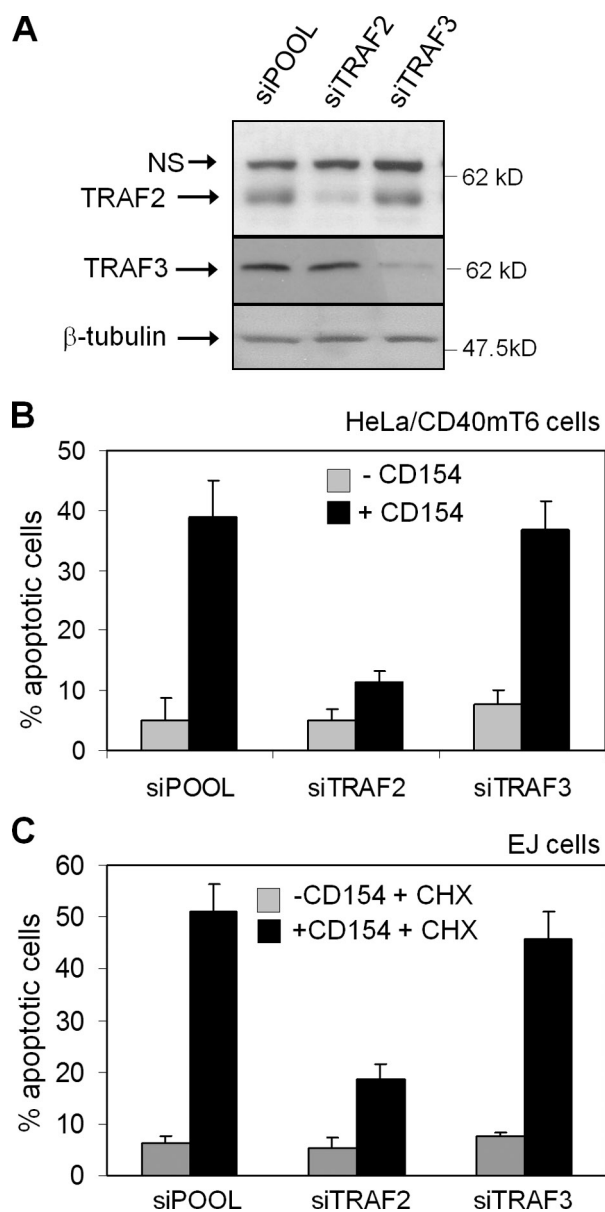 A
siPOOL siTRAF2 siTRAF3
NS
62 kD
TRAF2
TRAF3
62 kD
β-tubulin
47.5kD
B
HeLa/CD40mT6 cells
% apoptotic cells
50
40
30
20
10
0
- CD154
+ CD154
siPOOL siTRAF2 siTRAF3
C
EJ cells
% apoptotic cells
60
50
40
30
20
10
0
-CD154 + CHX
+CD154 + CHX
siPOOL siTRAF2 siTRAF3